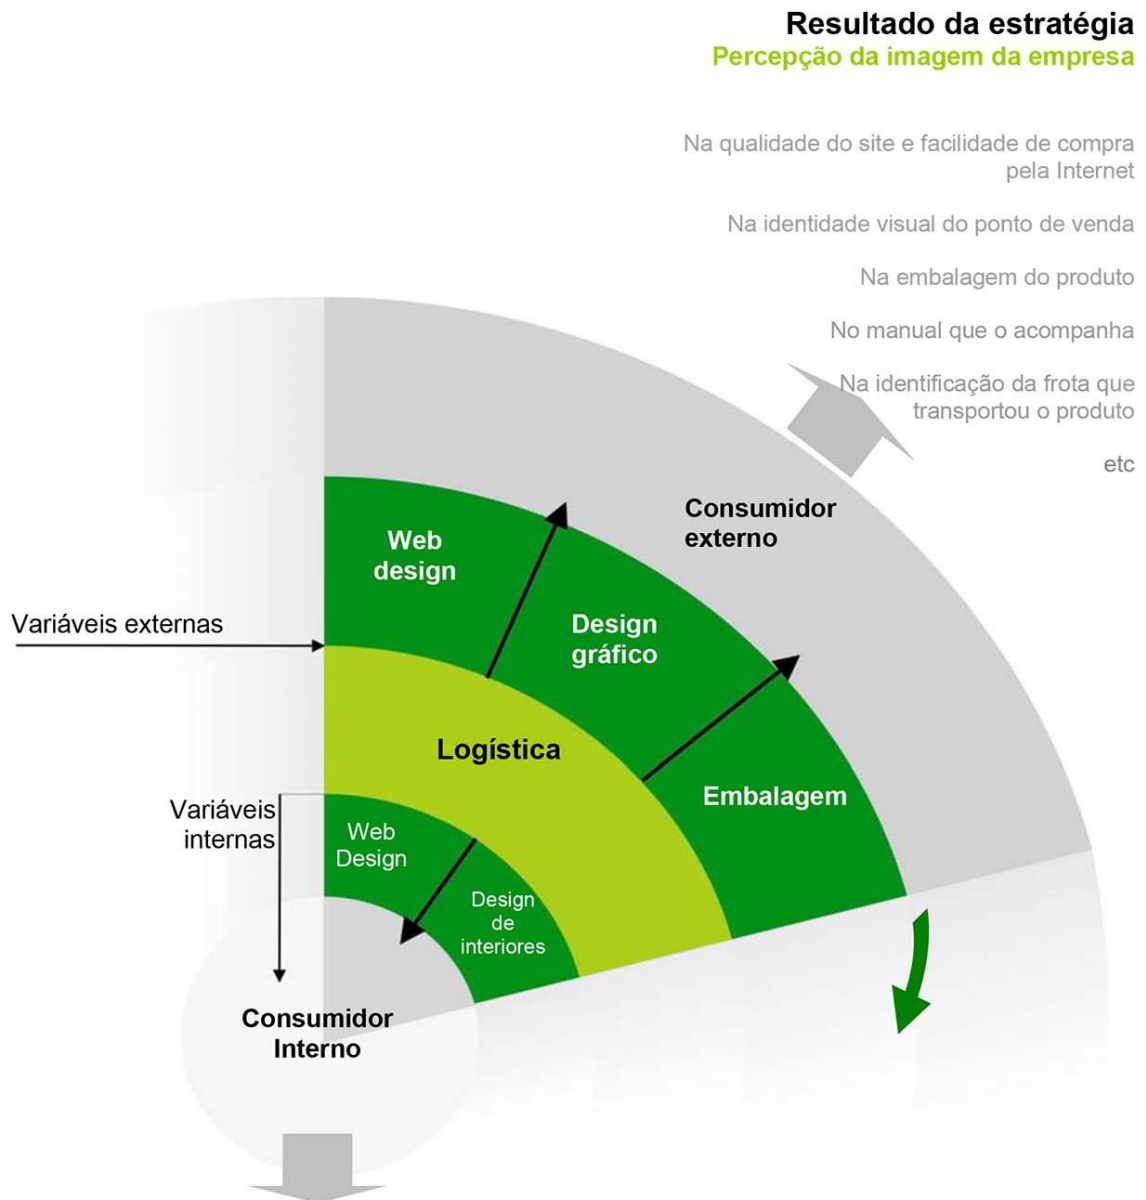 Resultado da estratégia
Percepção da imagem da empresa
Na qualidade do site e facilidade de compra
pela Internet
Na identidade visual do ponto de venda
Na embalagem do produto
No manual que o acompanha
Na identificação da frota que
transportou o produto
etc
Consumidor
externo
Web
design
Design
gráfico
Embalagem
Variáveis externas
Logística
Variáveis
internas
Web
Design
Design
de
interiores
Consumidor
Interno